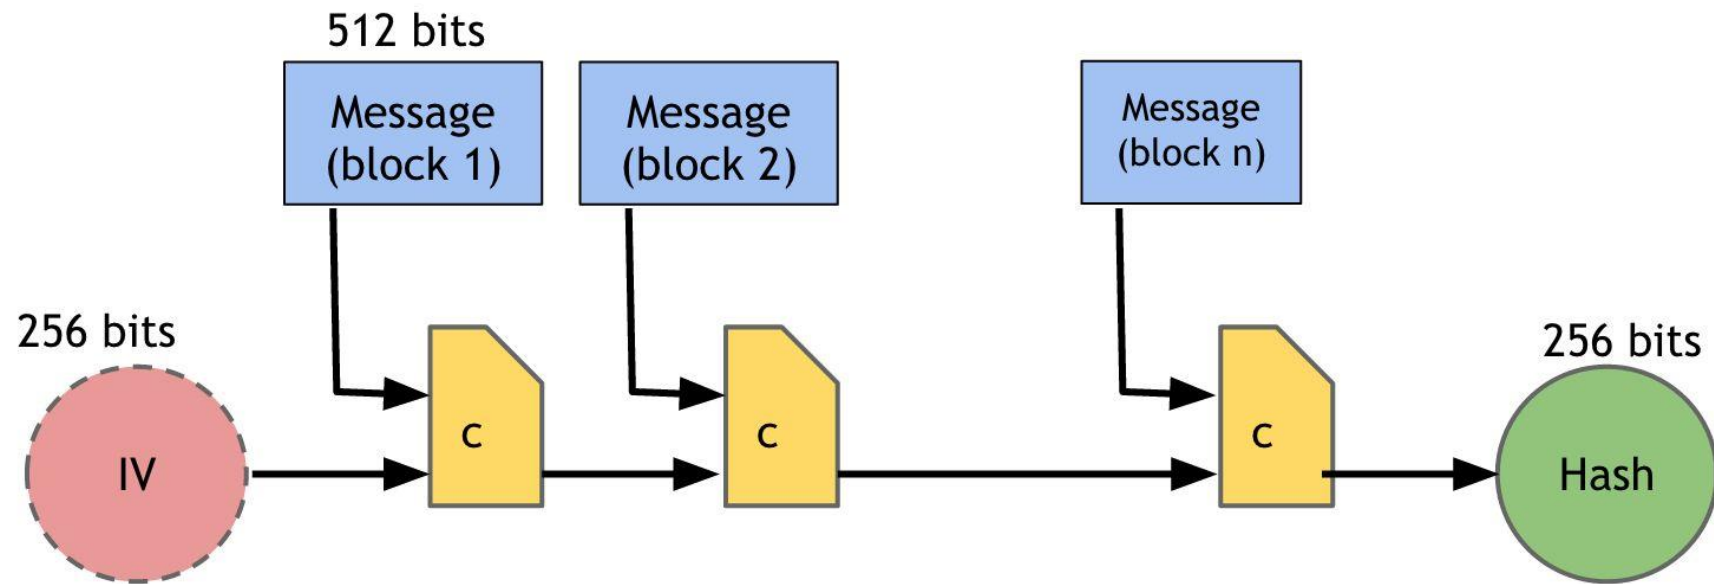 512 bits
Message
(block 1)
Message
(block 2)
Message
(block n)
256 bits
IV
c
c
c
256 bits
Hash